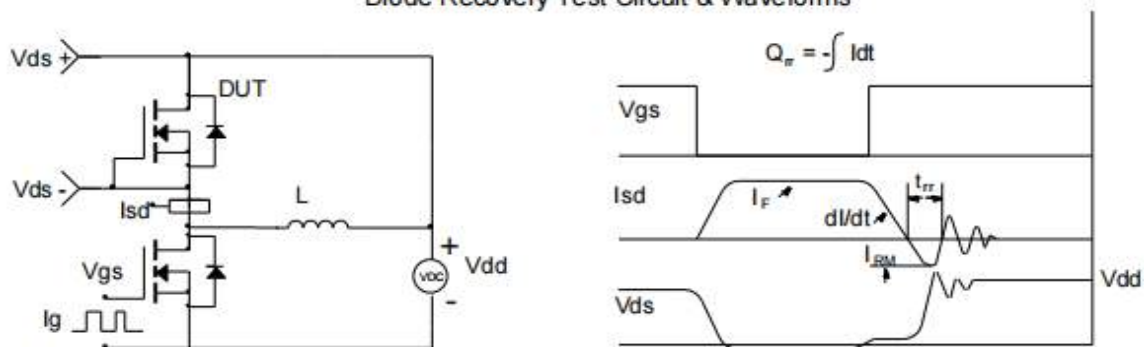 Diode Recovery Test Circuit & Waveforms
Vds +
DUT
Vds -
Isd
L
Vgs
Ig
VDC
+
-
Vdd
Qrr = -∫ Idt
Vgs
Isd
IF
dI/dt
trr
IRM
Vdd
Vds